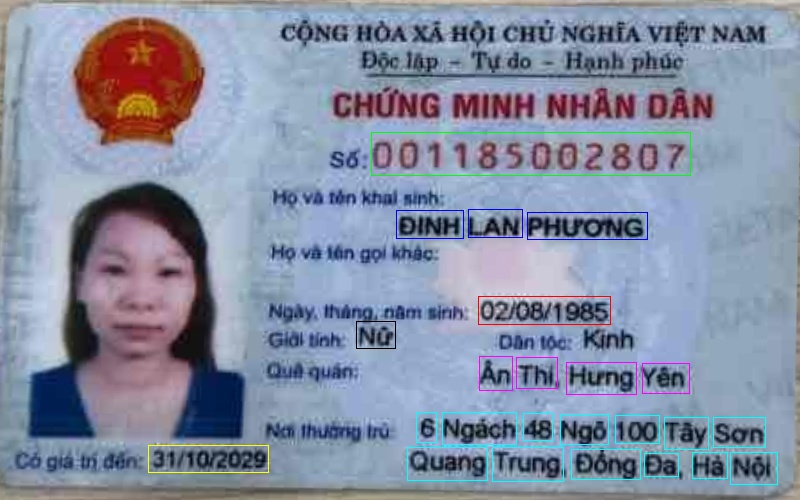 CỘNG HÒA XÃ HỘI CHỦ NGHĨA VIỆT NAM
Độc lập - Tự do - Hạnh phúc
CHỨNG MINH NHÂN DÂN
Số: 001185002807
Họ và tên khai sinh:
ĐINH LAN PHƯƠNG
Họ và tên gọi khác:
Ngày, tháng, năm sinh: 02/08/1985
Giới tính: Nữ Dân tộc: Kinh
Quê quán: Ân Thi, Hưng Yên
Nơi thường trú: 6 Ngách 48 Ngõ 100 Tây Sơn
Quang Trung, Đống Đa, Hà Nội
Có giá trị đến: 31/10/2029